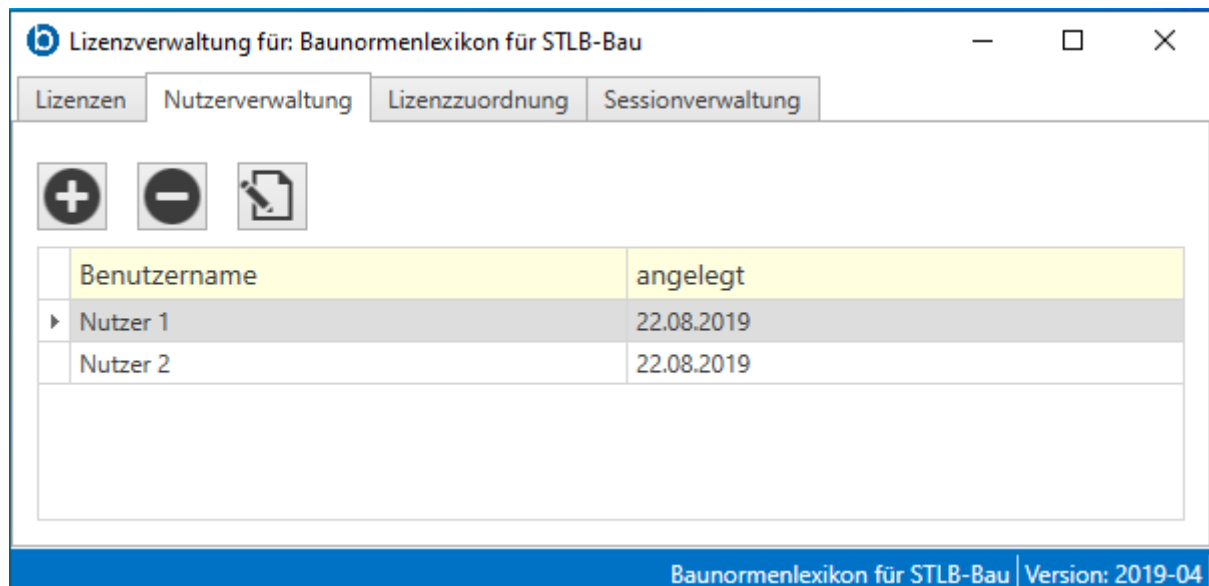 Lizenzverwaltung für: Baunormenlexikon für STLB-Bau
Lizenzen Nutzerverwaltung Lizenzzuordnung Sessionverwaltung
Benutzername angelegt
Nutzer 1 22.08.2019
Nutzer 2 22.08.2019
Baunormenlexikon für STLB-Bau Version: 2019-04